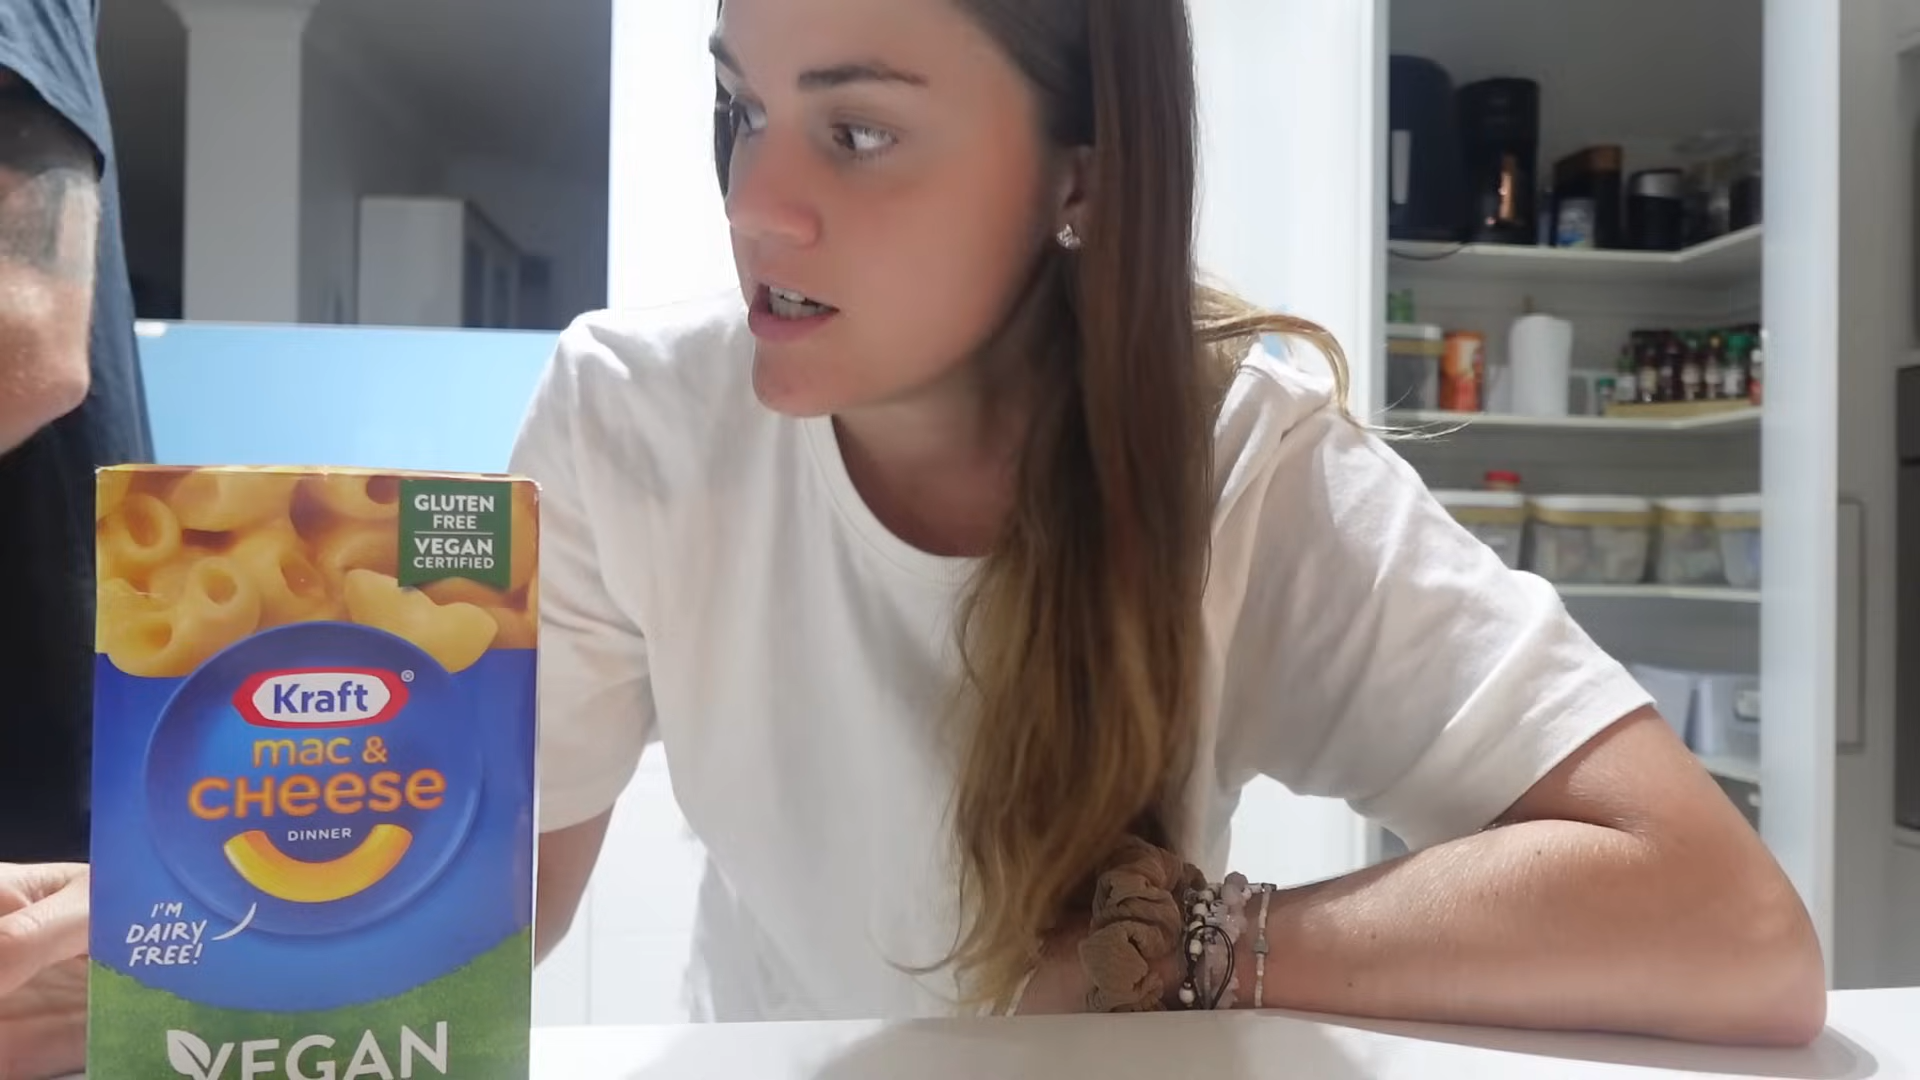 GLUTEN
FREE
VEGAN
CERTIFIED
Kraft®
mac &
CHeese
DINNER
I'M
DAIRY
FREE!
VEGAN